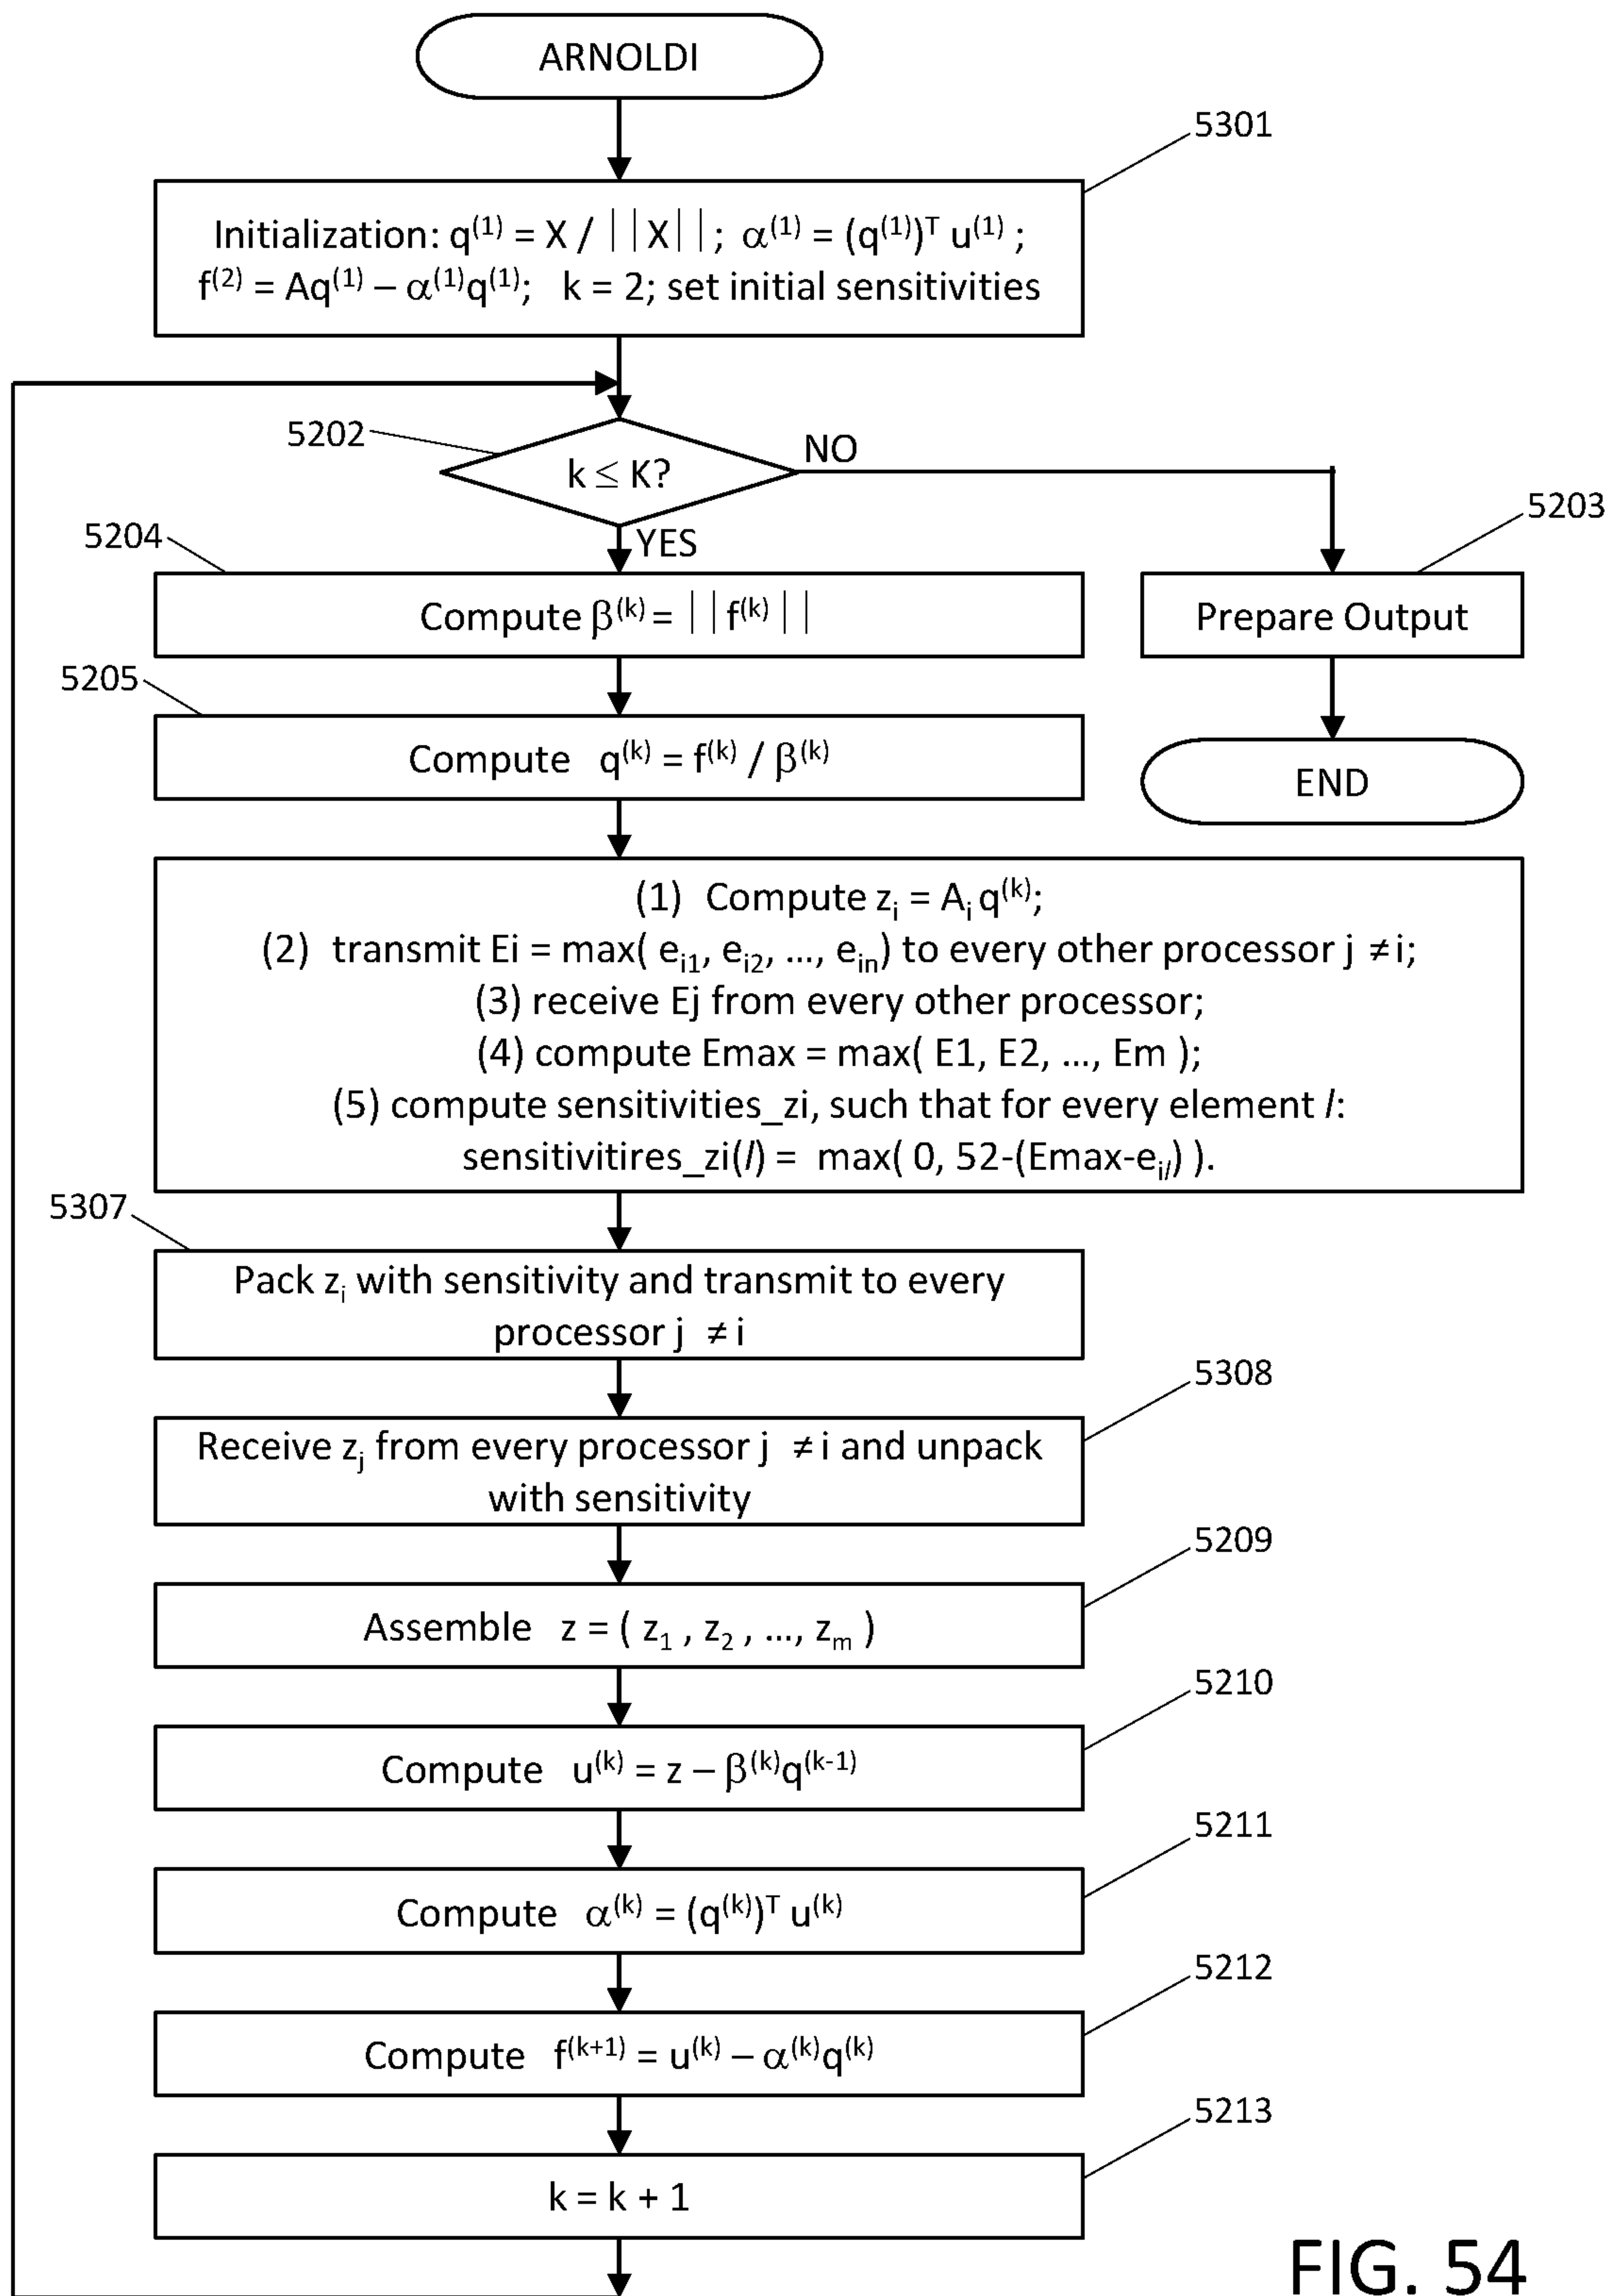 ARNOLDI
5301
Initialization: q⁽¹⁾ = X / ||X||; α⁽¹⁾ = (q⁽¹⁾)ᵀ u⁽¹⁾ ;
f⁽²⁾ = Aq⁽¹⁾ – α⁽¹⁾q⁽¹⁾; k = 2; set initial sensitivities
5202
k ≤ K?
NO
YES
5203
Prepare Output
END
5204
Compute β⁽ᵏ⁾ = ||f⁽ᵏ⁾||
5205
Compute q⁽ᵏ⁾ = f⁽ᵏ⁾ / β⁽ᵏ⁾
(1) Compute zᵢ = Aᵢ q⁽ᵏ⁾;
(2) transmit Ei = max( eᵢ₁, eᵢ₂, ..., eᵢₙ) to every other processor j ≠ i;
(3) receive Ej from every other processor;
(4) compute Emax = max( E1, E2, ..., Em );
(5) compute sensitivities_zi, such that for every element l:
sensitivitires_zi(l) = max( 0, 52-(Emax-eᵢₗ) ).
5307
Pack zᵢ with sensitivity and transmit to every
processor j ≠ i
5308
Receive zⱼ from every processor j ≠ i and unpack
with sensitivity
5209
Assemble z = ( z₁ , z₂ , ..., zₘ )
5210
Compute u⁽ᵏ⁾ = z – β⁽ᵏ⁾q⁽ᵏ⁻¹⁾
5211
Compute α⁽ᵏ⁾ = (q⁽ᵏ⁾)ᵀ u⁽ᵏ⁾
5212
Compute f⁽ᵏ⁺¹⁾ = u⁽ᵏ⁾ – α⁽ᵏ⁾q⁽ᵏ⁾
5213
k = k + 1
FIG. 54